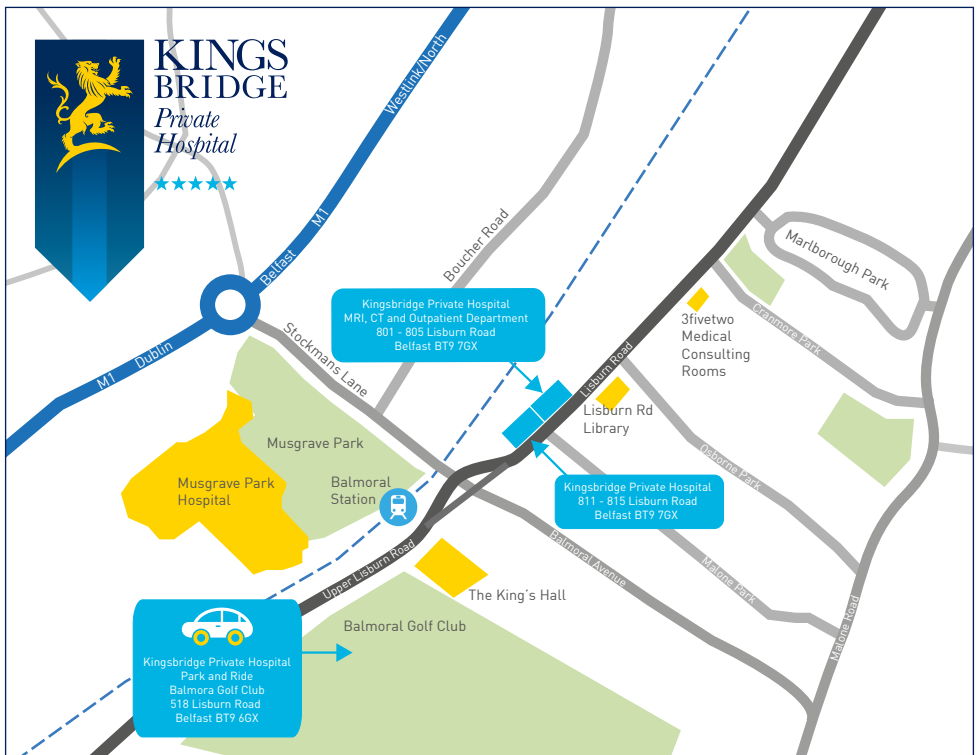 KINGS
BRIDGE
Private
Hospital
Westlink/North
M1
Belfast
Boucher Road
Marlborough Park
Kingsbridge Private Hospital
MRI, CT and Outpatient Department
801 - 805 Lisburn Road
Belfast BT9 7GX
Cranmore Park
3fivetwo
Medical
Consulting
Rooms
Stockmans Lane
M1
Dublin
Lisburn Road
Lisburn Rd
Library
Musgrave Park
Musgrave Park
Hospital
Balmoral
Station
Osborne Park
Kingsbridge Private Hospital
811 - 815 Lisburn Road
Belfast BT9 7GX
Upper Lisburn Road
Balmoral Avenue
Malone Park
Malone Road
The King's Hall
Balmoral Golf Club
Kingsbridge Private Hospital
Park and Ride
Balmora Golf Club
518 Lisburn Road
Belfast BT9 6GX